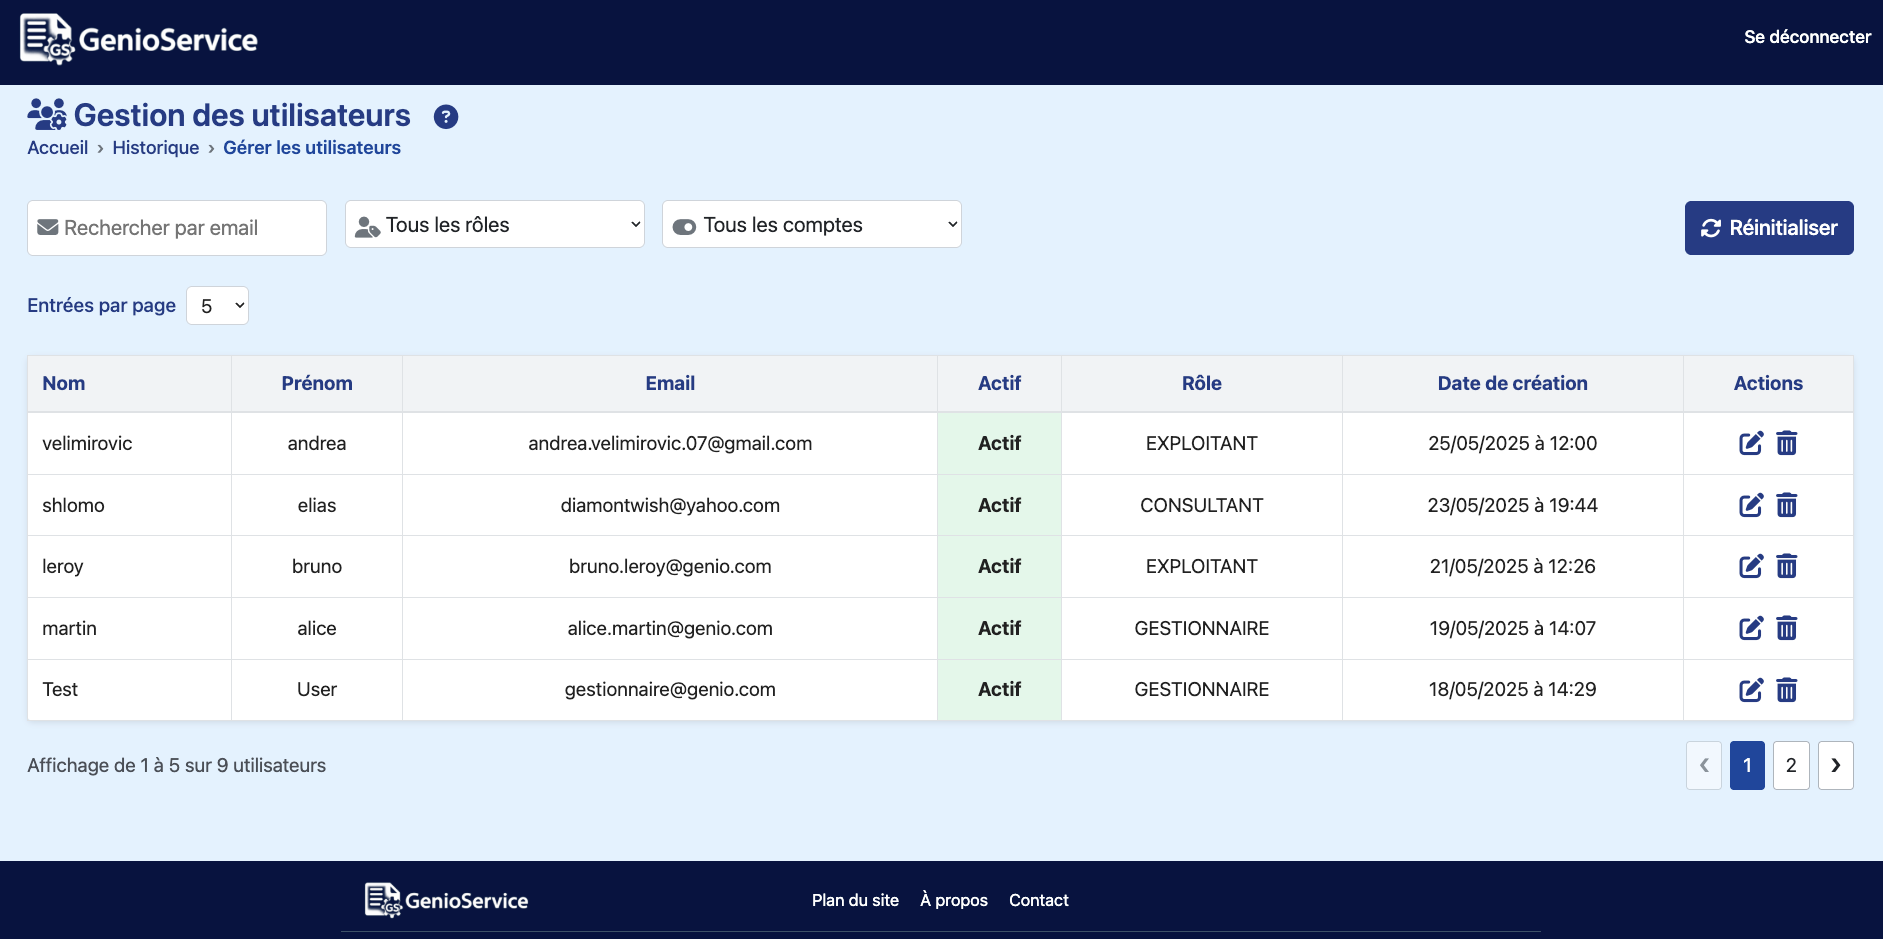 GS GenioService
Se déconnecter
Gestion des utilisateurs ?
Accueil › Historique › Gérer les utilisateurs
Rechercher par email Tous les rôles Tous les comptes Réinitialiser
Entrées par page 5
Nom Prénom Email Actif Rôle Date de création Actions
velimirovic andrea andrea.velimirovic.07@gmail.com Actif EXPLOITANT 25/05/2025 à 12:00
shlomo elias diamontwish@yahoo.com Actif CONSULTANT 23/05/2025 à 19:44
leroy bruno bruno.leroy@genio.com Actif EXPLOITANT 21/05/2025 à 12:26
martin alice alice.martin@genio.com Actif GESTIONNAIRE 19/05/2025 à 14:07
Test User gestionnaire@genio.com Actif GESTIONNAIRE 18/05/2025 à 14:29
Affichage de 1 à 5 sur 9 utilisateurs ‹ 1 2 ›
GS GenioService Plan du site À propos Contact